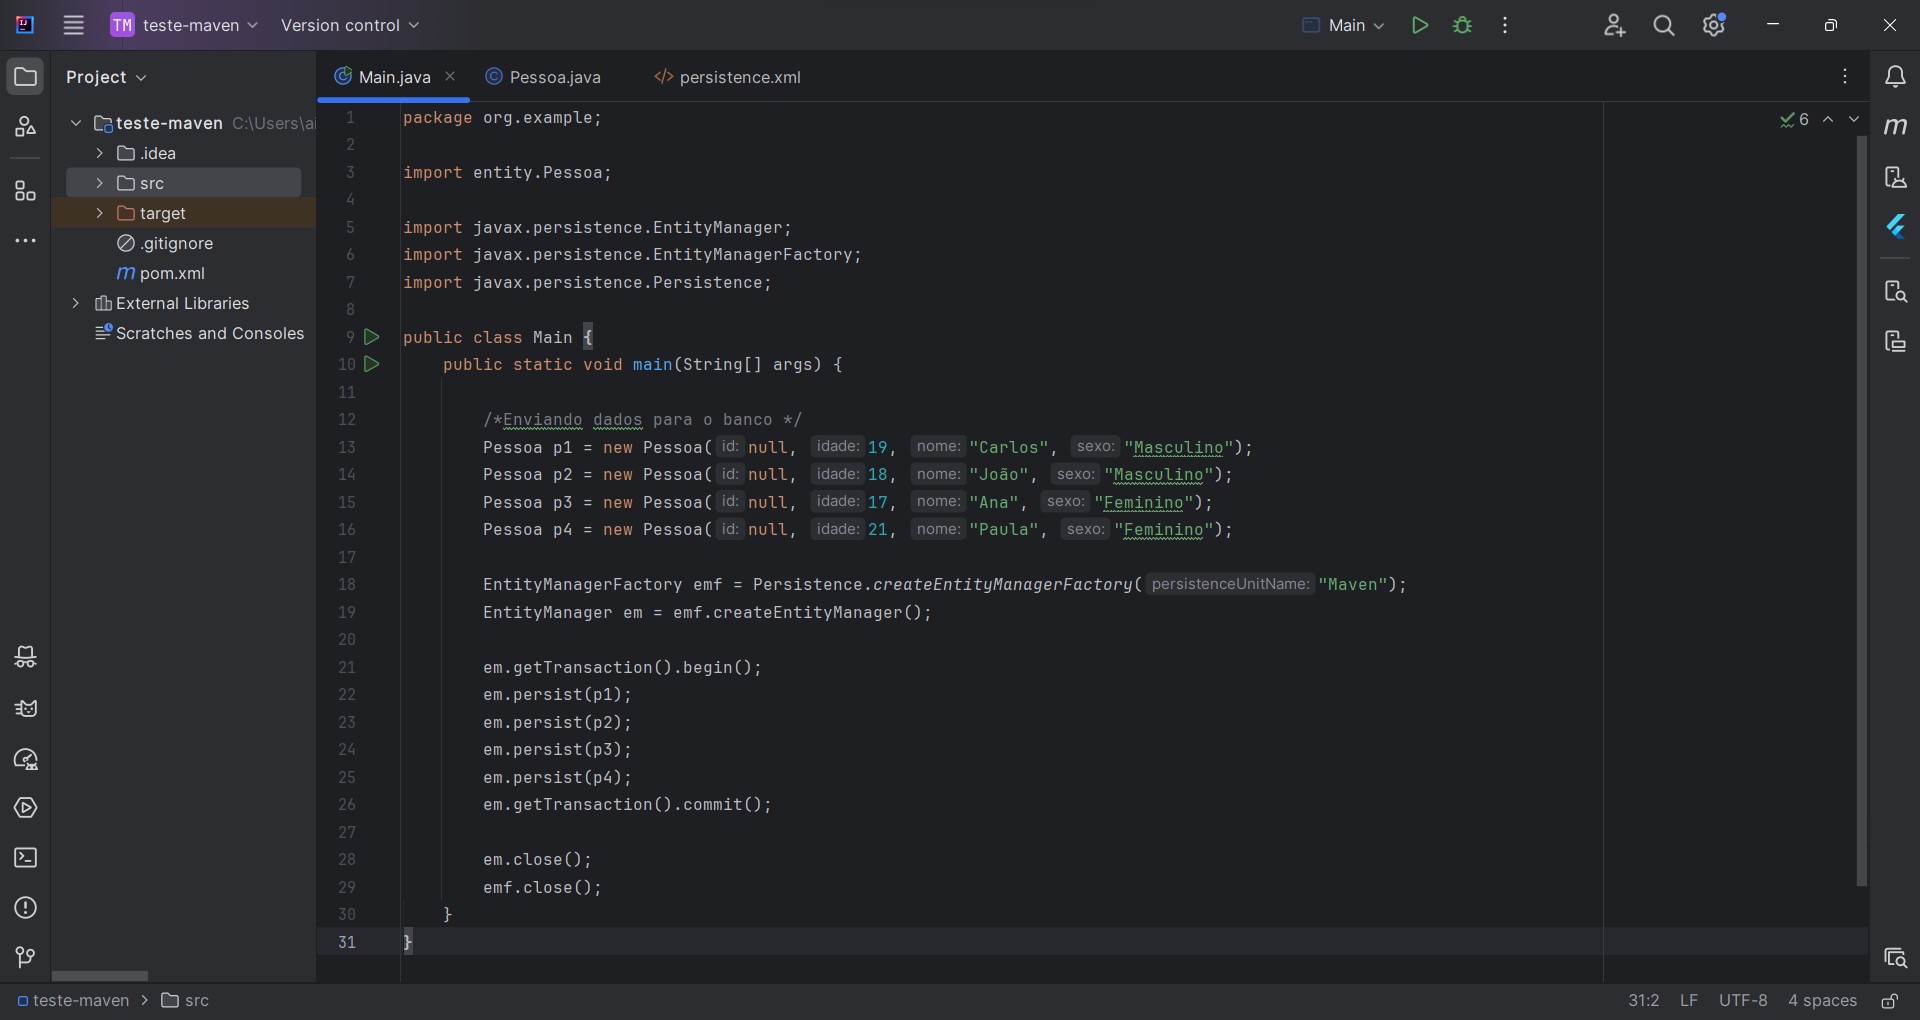 TM teste-maven Version control Main
Project
Main.java Pessoa.java persistence.xml
teste-maven C:\Users\ai
.idea
src
target
.gitignore
m pom.xml
External Libraries
Scratches and Consoles
6
1 package org.example;
2
3 import entity.Pessoa;
4
5 import javax.persistence.EntityManager;
6 import javax.persistence.EntityManagerFactory;
7 import javax.persistence.Persistence;
8
9 public class Main {
10 public static void main(String[] args) {
11
12 /*Enviando dados para o banco */
13 Pessoa p1 = new Pessoa( id: null, idade: 19, nome: "Carlos", sexo: "Masculino");
14 Pessoa p2 = new Pessoa( id: null, idade: 18, nome: "João", sexo: "Masculino");
15 Pessoa p3 = new Pessoa( id: null, idade: 17, nome: "Ana", sexo: "Feminino");
16 Pessoa p4 = new Pessoa( id: null, idade: 21, nome: "Paula", sexo: "Feminino");
17
18 EntityManagerFactory emf = Persistence.createEntityManagerFactory( persistenceUnitName: "Maven");
19 EntityManager em = emf.createEntityManager();
20
21 em.getTransaction().begin();
22 em.persist(p1);
23 em.persist(p2);
24 em.persist(p3);
25 em.persist(p4);
26 em.getTransaction().commit();
27
28 em.close();
29 emf.close();
30 }
31 }
teste-maven > src
31:2 LF UTF-8 4 spaces